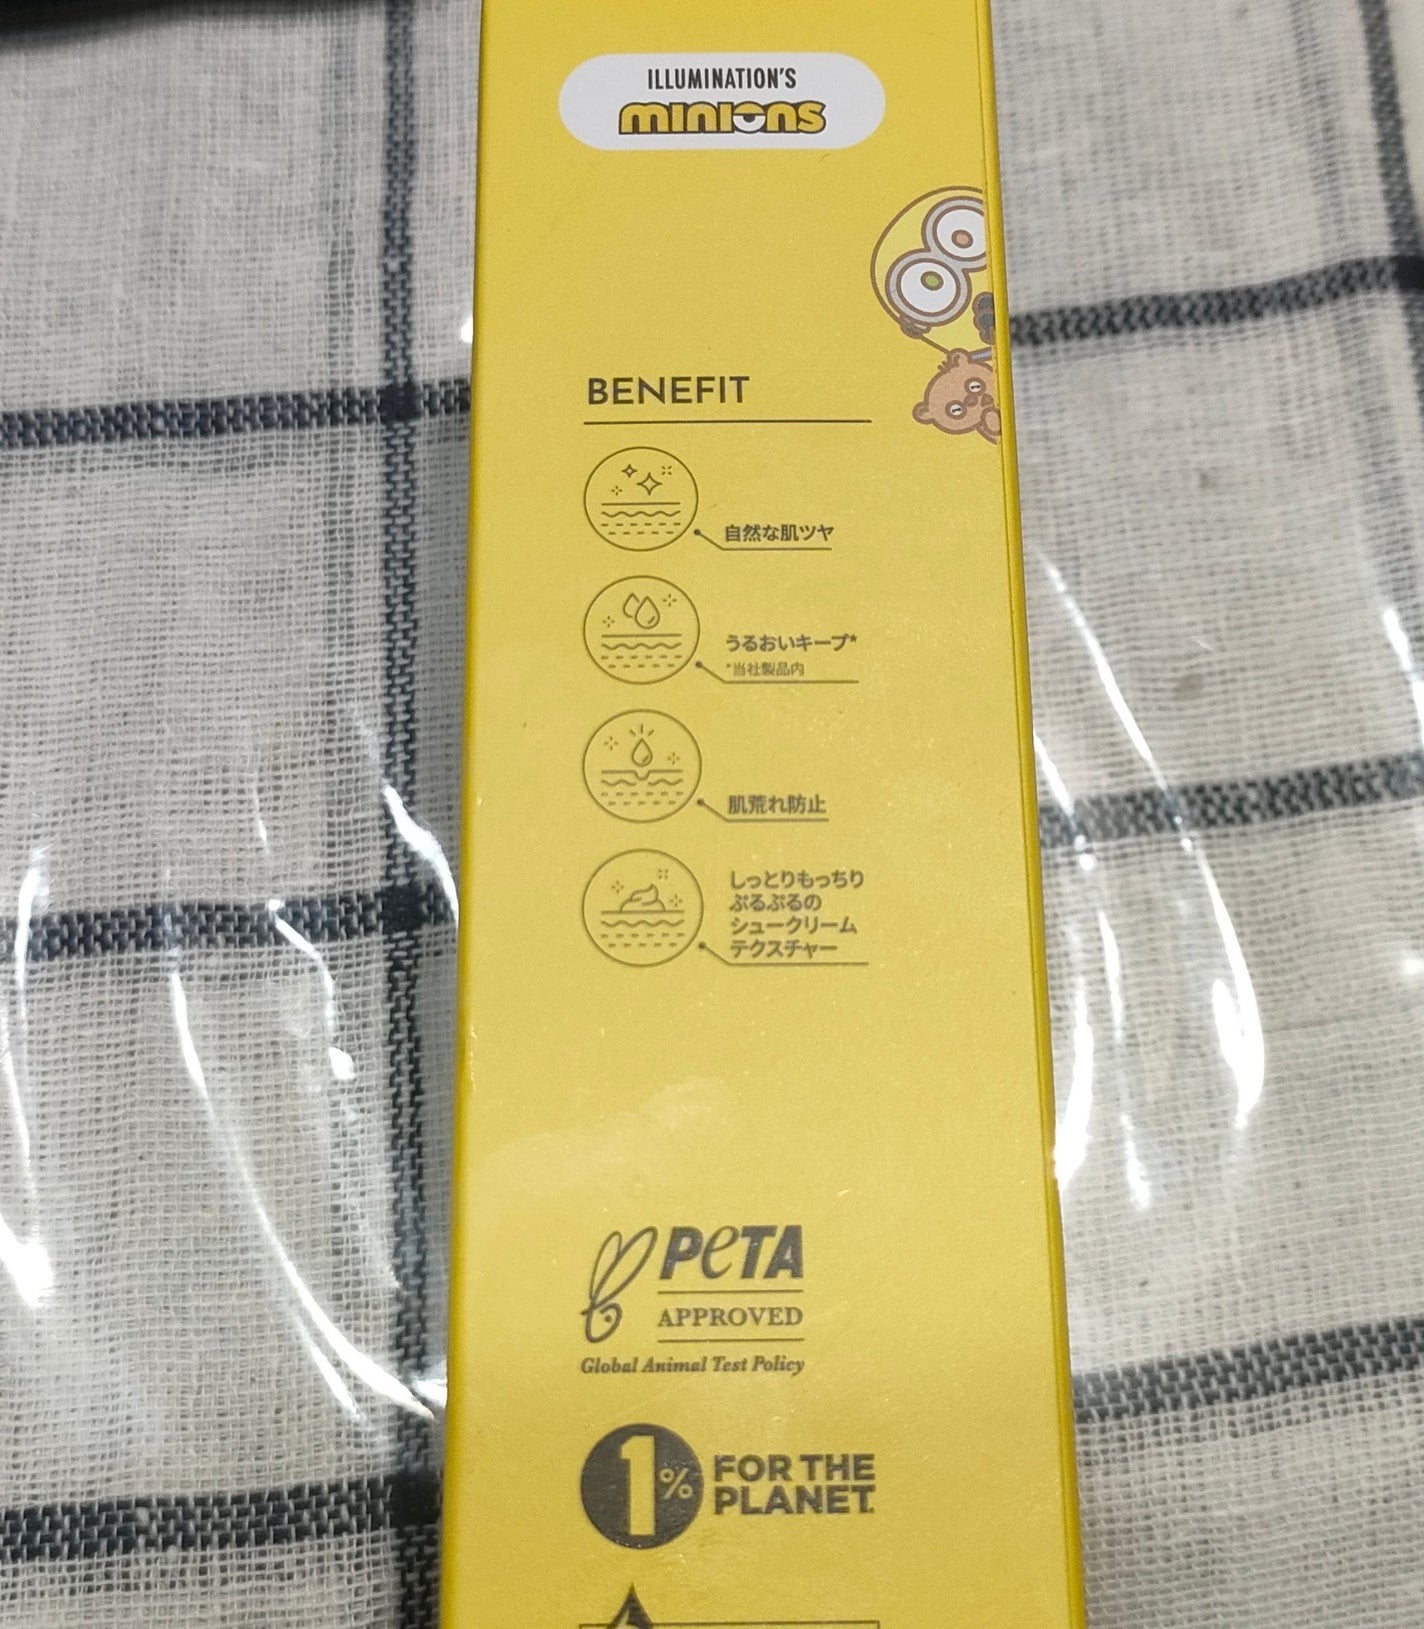 ILLUMINATION'S
minions
BENEFIT
自然な肌ツヤ
うるおいキープ*
*当社製品内
肌荒れ防止
しっとりもっちり
ぷるぷるの
シュークリーム
テクスチャー
PETA
APPROVED
Global Animal Test Policy
1% FOR THE
PLANET.